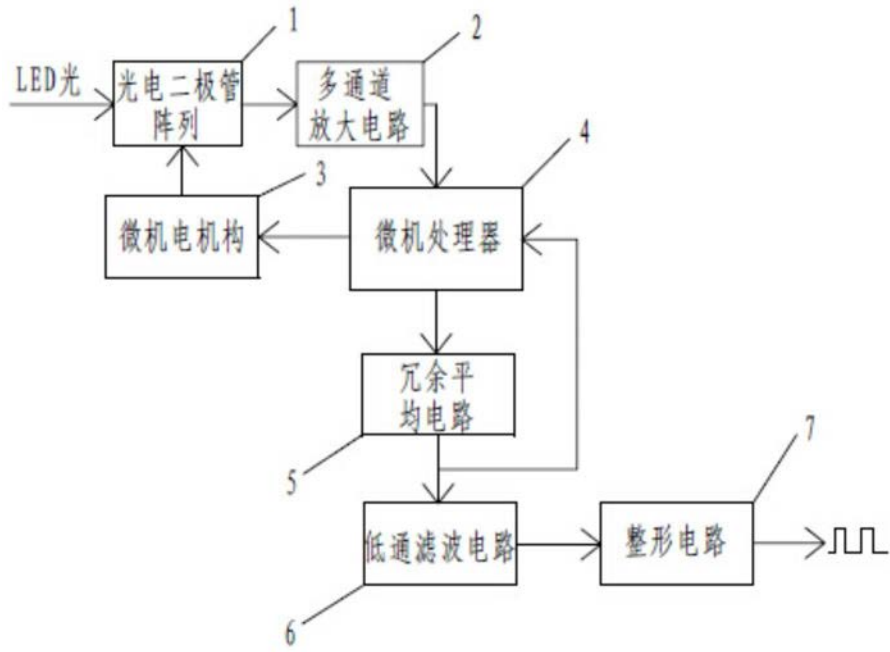 1
2
LED光
光电二极管
阵列
多通道
放大电路
3
4
微机电机构
微机处理器
冗余平
均电路
5
7
低通滤波电路
整形电路
6